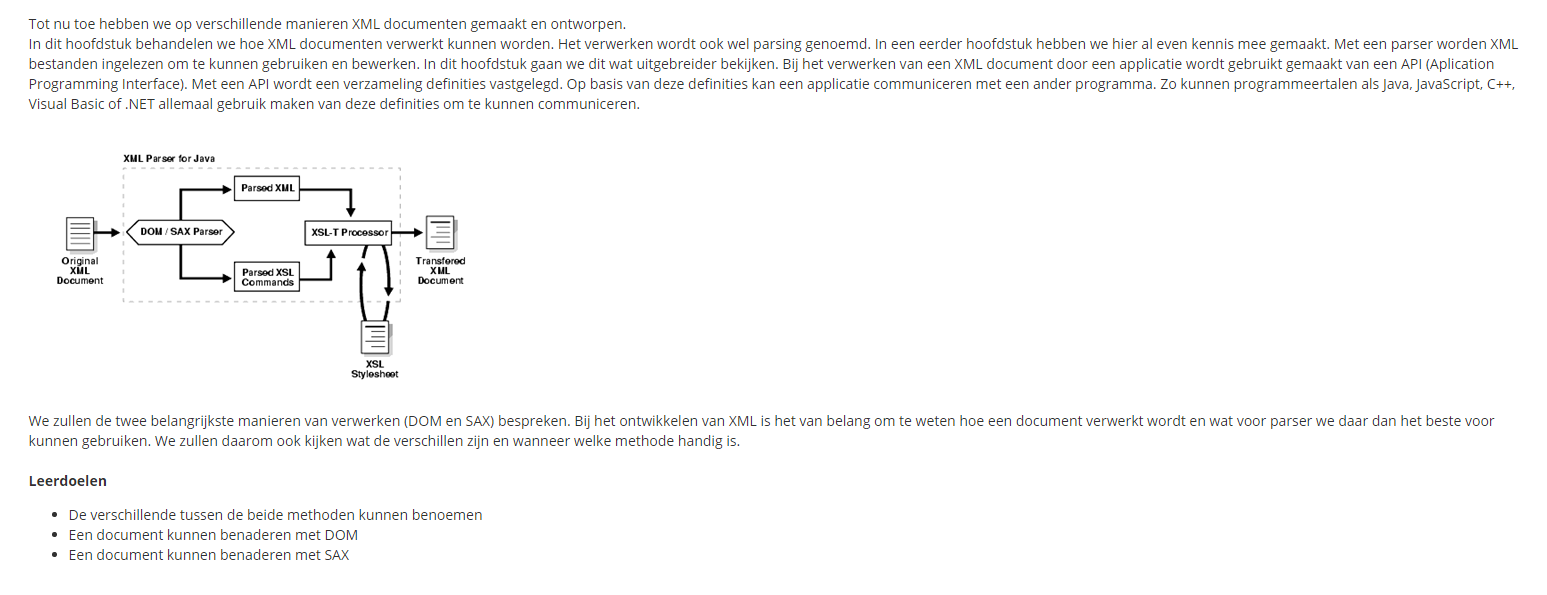 Tot nu toe hebben we op verschillende manieren XML documenten gemaakt en ontworpen.
In dit hoofdstuk behandelen we hoe XML documenten verwerkt kunnen worden. Het verwerken wordt ook wel parsing genoemd. In een eerder hoofdstuk hebben we hier al even kennis mee gemaakt. Met een parser worden XML
bestanden ingelezen om te kunnen gebruiken en bewerken. In dit hoofdstuk gaan we dit wat uitgebreider bekijken. Bij het verwerken van een XML document door een applicatie wordt gebruikt gemaakt van een API (Aplication
Programming Interface). Met een API wordt een verzameling definities vastgelegd. Op basis van deze definities kan een applicatie communiceren met een ander programma. Zo kunnen programmeertalen als Java, JavaScript, C++,
Visual Basic of .NET allemaal gebruik maken van deze definities om te kunnen communiceren.
XML Parser for Java
Parsed XML
DOM / SAX Parser
XSL-T Processor
Original
XML
Document
Parsed XSL
Commands
Transfered
XML
Document
XSL
Stylesheet
We zullen de twee belangrijkste manieren van verwerken (DOM en SAX) bespreken. Bij het ontwikkelen van XML is het van belang om te weten hoe een document verwerkt wordt en wat voor parser we daar dan het beste voor
kunnen gebruiken. We zullen daarom ook kijken wat de verschillen zijn en wanneer welke methode handig is.
Leerdoelen
• De verschillende tussen de beide methoden kunnen benoemen
• Een document kunnen benaderen met DOM
• Een document kunnen benaderen met SAX